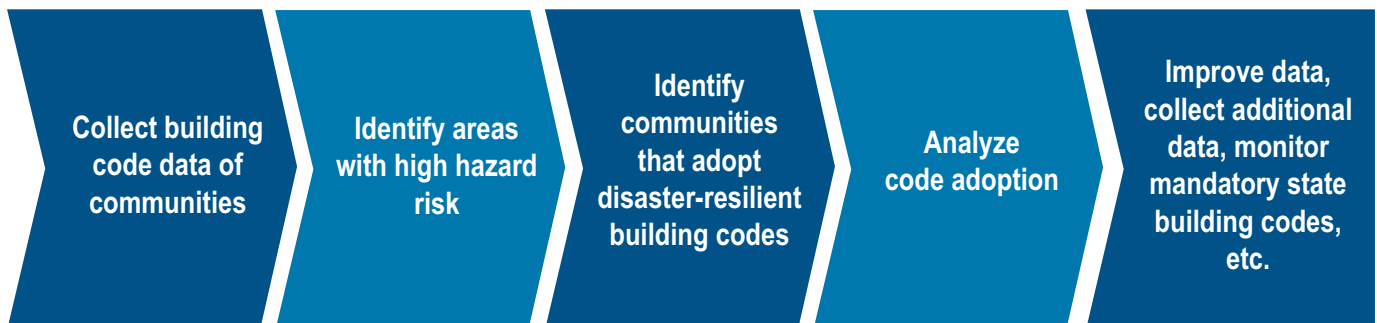 Collect building
code data of
communities
Identify areas
with high hazard
risk
Identify
communities
that adopt
disaster-resilient
building codes
Analyze
code adoption
Improve data,
collect additional
data, monitor
mandatory state
building codes,
etc.